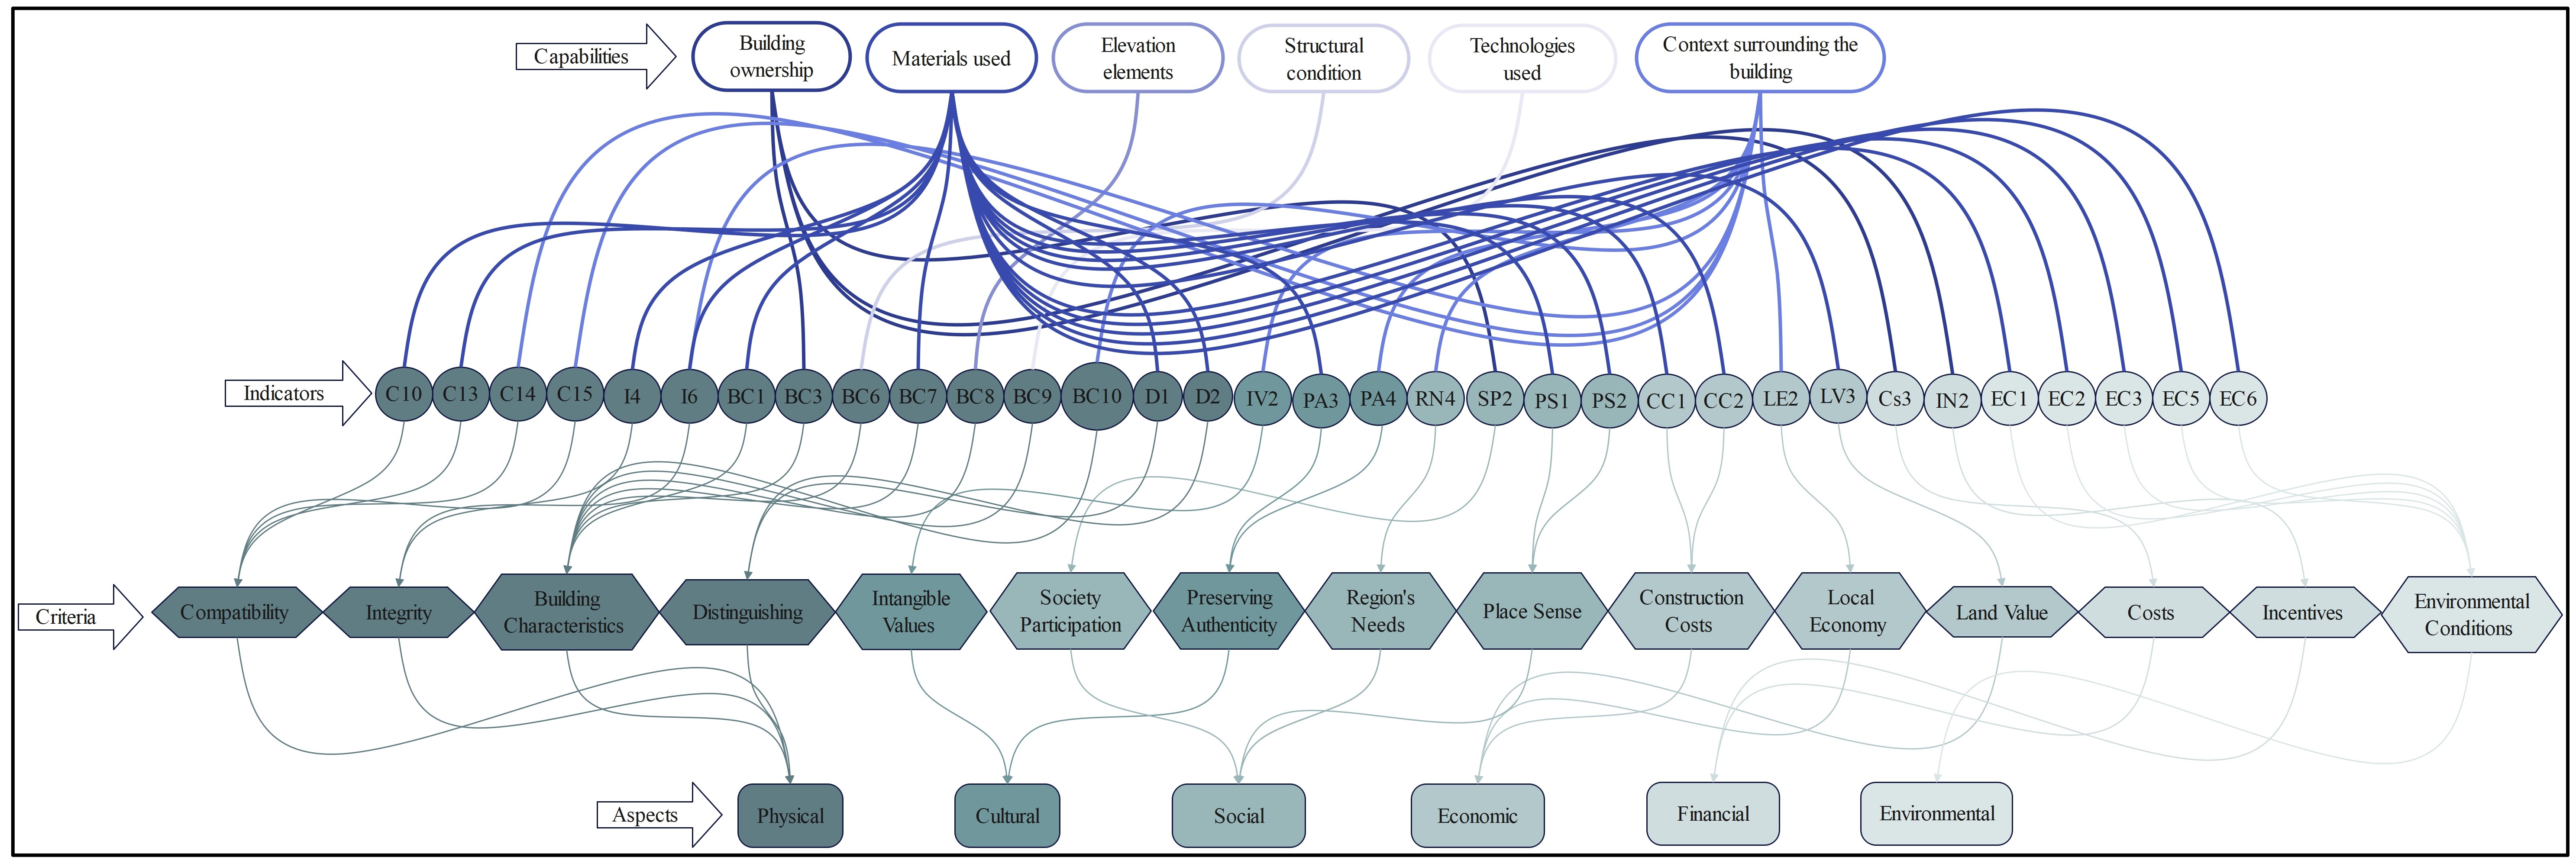 Capabilities
Building
ownership
Materials used
Elevation
elements
Structural
condition
Technologies
used
Context surrounding the
building
Indicators
C10
C13
C14
C15
I4
I6
BC1
BC3
BC6
BC7
BC8
BC9
BC10
D1
D2
IV2
PA3
PA4
RN4
SP2
PS1
PS2
CC1
CC2
LE2
LV3
Cs3
IN2
EC1
EC2
EC3
EC5
EC6
Criteria
Compatibility
Integrity
Building
Characteristics
Distinguishing
Intangible
Values
Society
Participation
Preserving
Authenticity
Region's
Needs
Place Sense
Construction
Costs
Local
Economy
Land Value
Costs
Incentives
Environmental
Conditions
Aspects
Physical
Cultural
Social
Economic
Financial
Environmental